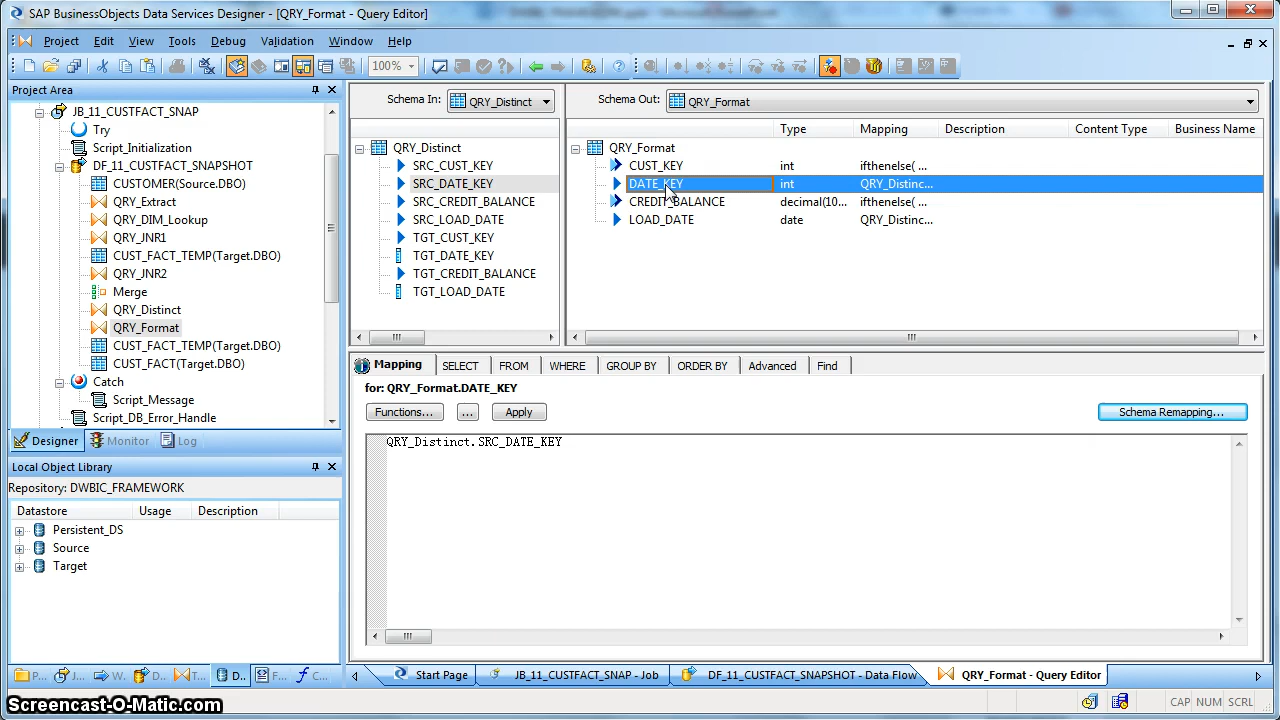 SAP BusinessObjects Data Services Designer - [QRY_Format - Query Editor]
Project Edit View Tools Debug Validation Window Help
100%
Project Area
JB_11_CUSTFACT_SNAP
Try
Script_Initialization
DF_11_CUSTFACT_SNAPSHOT
CUSTOMER(Source.DBO)
QRY_Extract
QRY_DIM_Lookup
QRY_JNR1
CUST_FACT_TEMP(Target.DBO)
QRY_JNR2
Merge
QRY_Distinct
QRY_Format
CUST_FACT_TEMP(Target.DBO)
CUST_FACT(Target.DBO)
Catch
Script_Message
Script_DB_Error_Handle
Designer Monitor Log
Local Object Library
Repository: DWBIC_FRAMEWORK
Datastore Usage Description
Persistent_DS
Source
Target
P... J... W... D... T... D.. F... C...
Schema In: QRY_Distinct
QRY_Distinct
SRC_CUST_KEY
SRC_DATE_KEY
SRC_CREDIT_BALANCE
SRC_LOAD_DATE
TGT_CUST_KEY
TGT_DATE_KEY
TGT_CREDIT_BALANCE
TGT_LOAD_DATE
Schema Out: QRY_Format
Type Mapping Description Content Type Business Name
QRY_Format
CUST_KEY int ifthenelse( ...
DATE_KEY int QRY_Distinc...
CREDIT_BALANCE decimal(10... ifthenelse( ...
LOAD_DATE date QRY_Distinc...
Mapping SELECT FROM WHERE GROUP BY ORDER BY Advanced Find
for: QRY_Format.DATE_KEY
Functions... ... Apply Schema Remapping...
QRY_Distinct.SRC_DATE_KEY
Start Page JB_11_CUSTFACT_SNAP - Job DF_11_CUSTFACT_SNAPSHOT - Data Flow QRY_Format - Query Editor
CAP NUM SCRL
Screencast-O-Matic.com